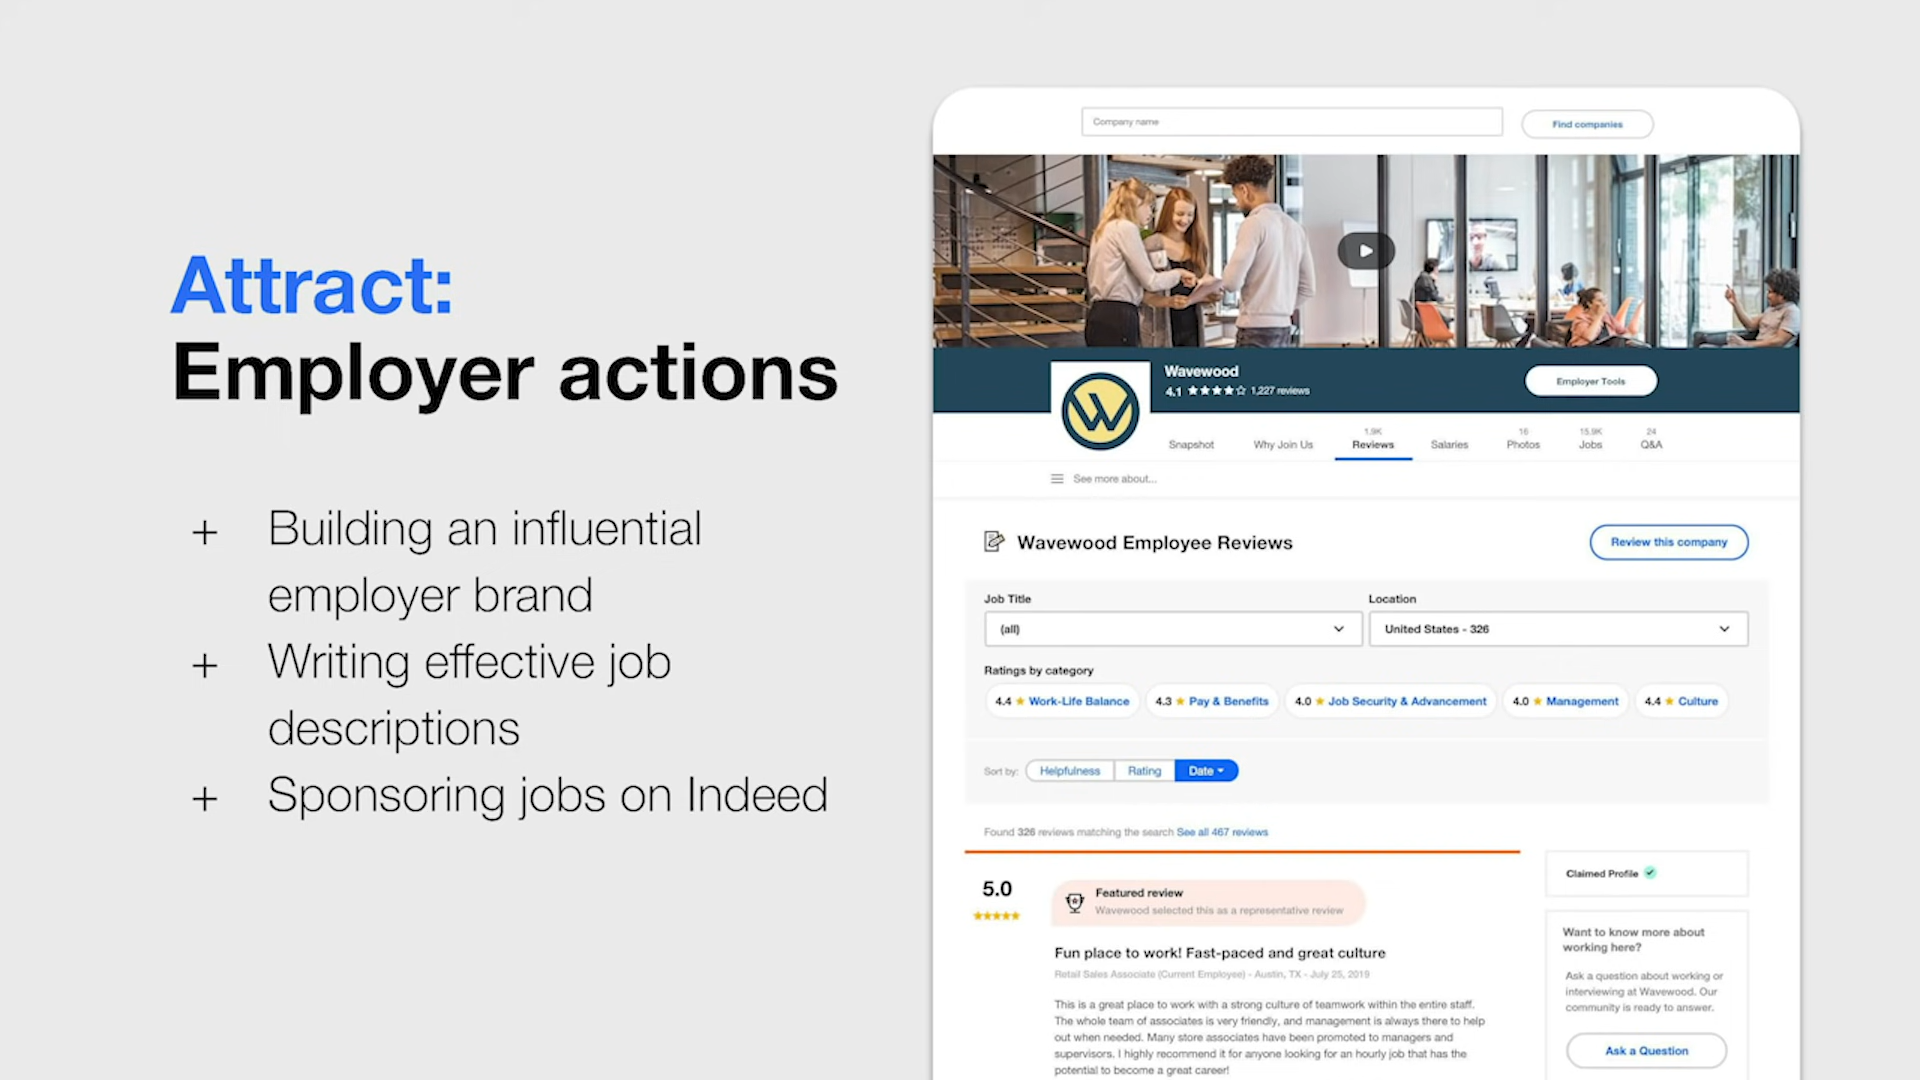 Attract:
Employer actions
+ Building an influential
employer brand
+ Writing effective job
descriptions
+ Sponsoring jobs on Indeed
Company name
Find companies
W
Wavewood
4.1 ★★★★☆ 1,227 reviews
Employer Tools
Snapshot
Why Join Us
1.9K
Reviews
Salaries
16
Photos
15.9K
Jobs
24
Q&A
See more about...
Wavewood Employee Reviews
Review this company
Job Title
(all)
Location
United States - 326
Ratings by category
4.4 ★ Work-Life Balance
4.3 ★ Pay & Benefits
4.0 ★ Job Security & Advancement
4.0 ★ Management
4.4 ★ Culture
Sort by: Helpfulness Rating Date
Found 326 reviews matching the search See all 467 reviews
5.0
★★★★★
Featured review
Wavewood selected this as a representative review
Fun place to work! Fast-paced and great culture
Retail Sales Associate (Current Employee) - Austin, TX - July 25, 2019
This is a great place to work with a strong culture of teamwork within the entire staff.
The whole team of associates is very friendly, and management is always there to help
out when needed. Many store associates have been promoted to managers and
supervisors. I highly recommend it for anyone looking for an hourly job that has the
potential to become a great career!
Claimed Profile
Want to know more about
working here?
Ask a question about working or
interviewing at Wavewood. Our
community is ready to answer.
Ask a Question